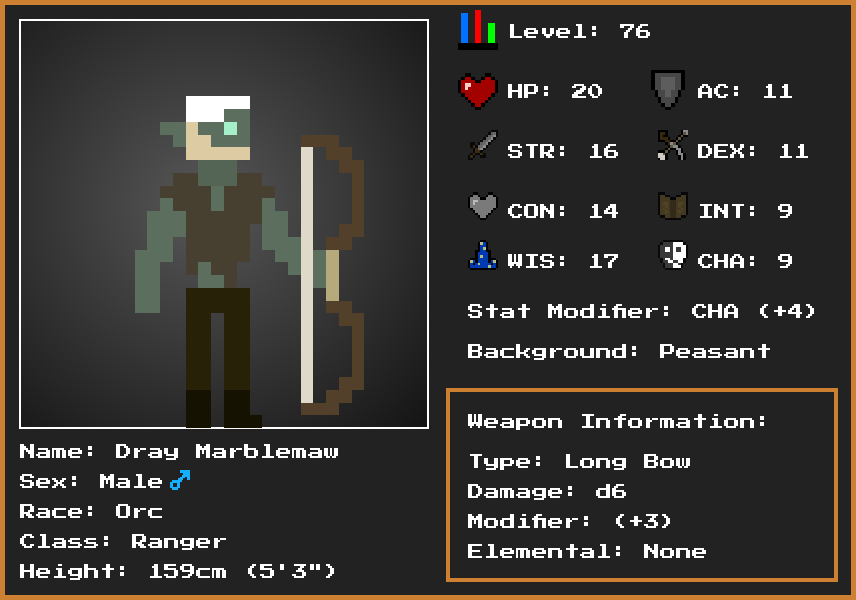 Level: 76
HP: 20
AC: 11
STR: 16
DEX: 11
CON: 14
INT: 9
WIS: 17
CHA: 9
Stat Modifier: CHA (+4)
Background: Peasant
Weapon Information:
Type: Long Bow
Damage: d6
Modifier: (+3)
Elemental: None
Name: Dray Marblemaw
Sex: Male ♂
Race: Orc
Class: Ranger
Height: 159cm (5'3")